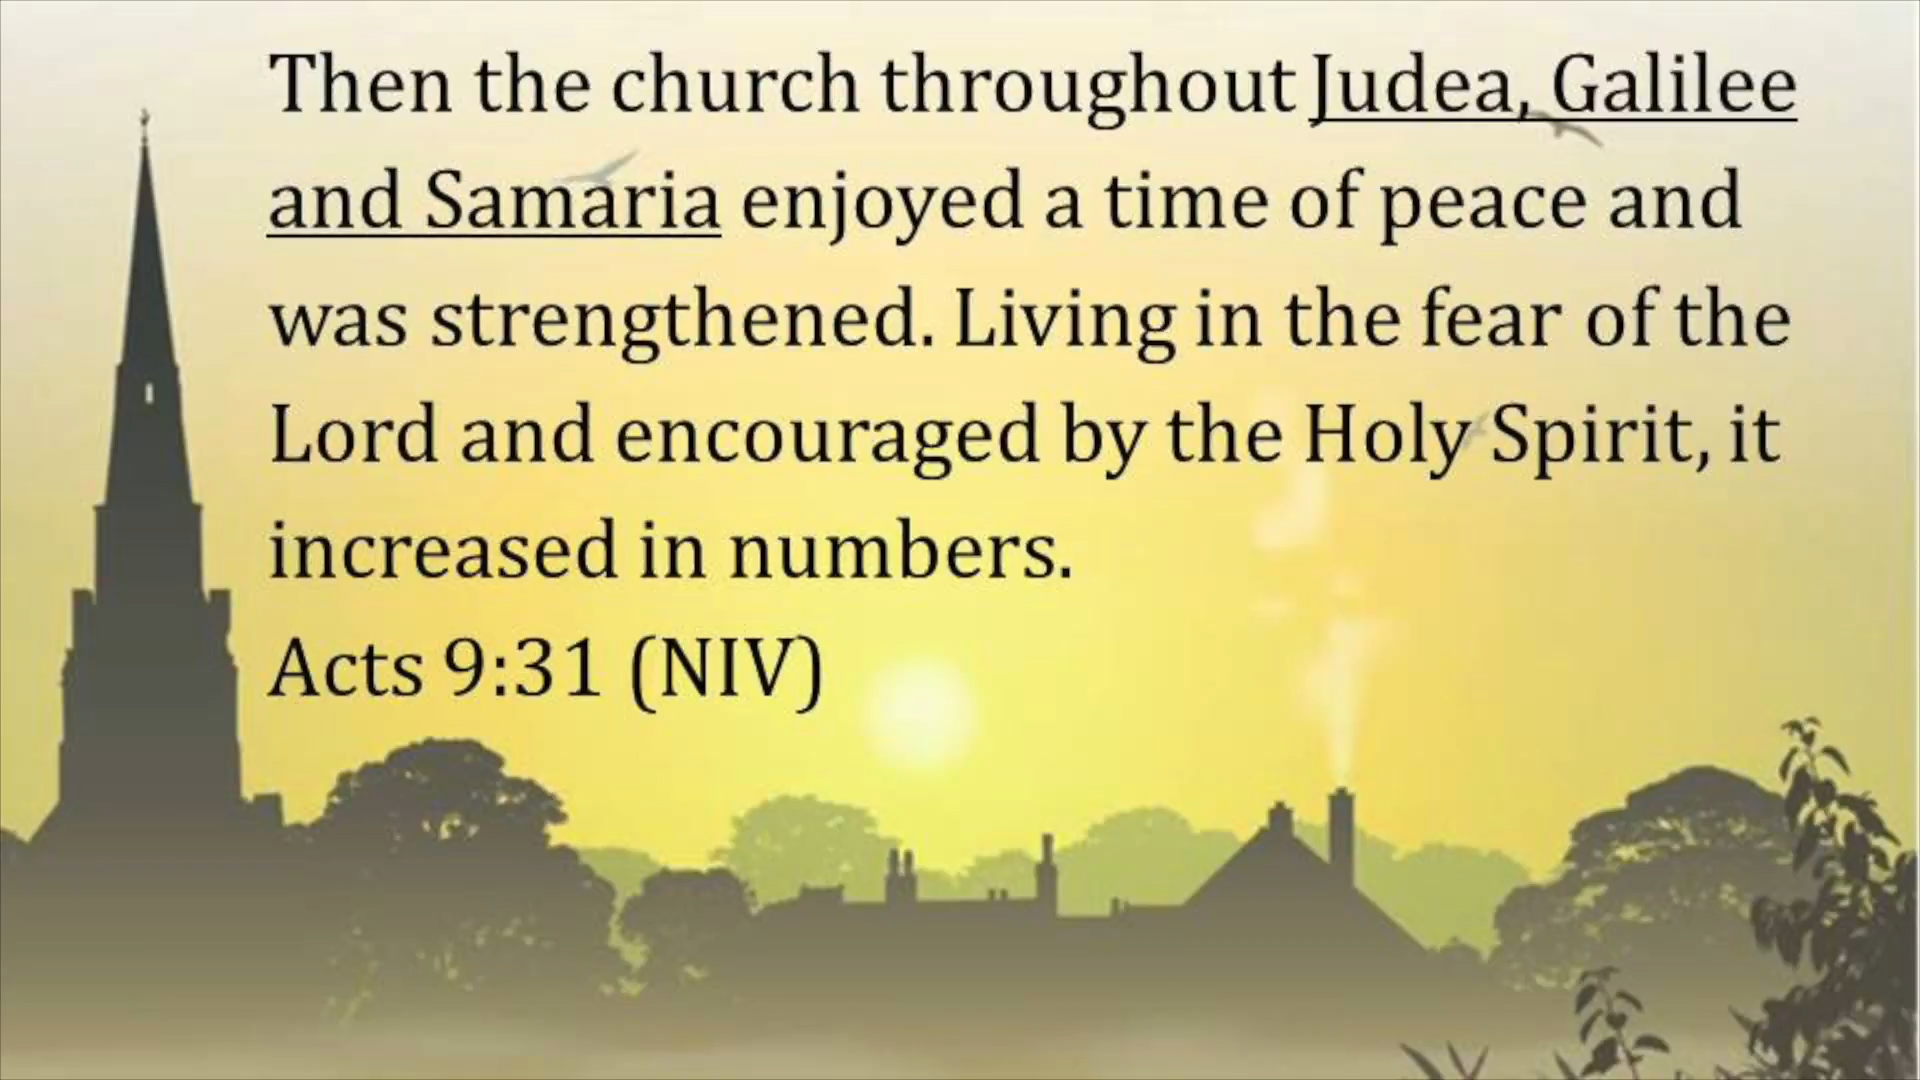 Then the church throughout Judea, Galilee
and Samaria enjoyed a time of peace and
was strengthened. Living in the fear of the
Lord and encouraged by the Holy Spirit, it
increased in numbers.
Acts 9:31 (NIV)